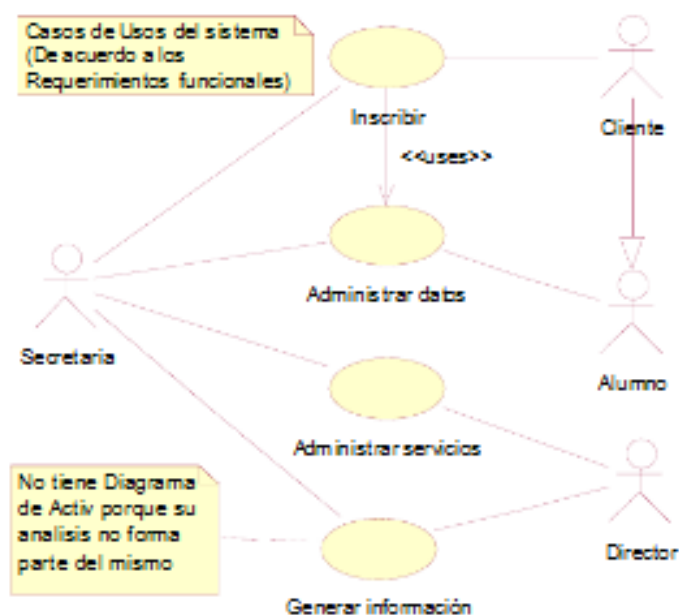 Casos de Usos del sistema
(De acuerdo a los
Requerimientos funcionales)
Inscribir
Cliente
<<uses>>
Administrar datos
Secretaria
Alumno
Administrar servicios
No tiene Diagrama
de Activ porque su
analisis no forma
parte del mismo
Director
Generar información